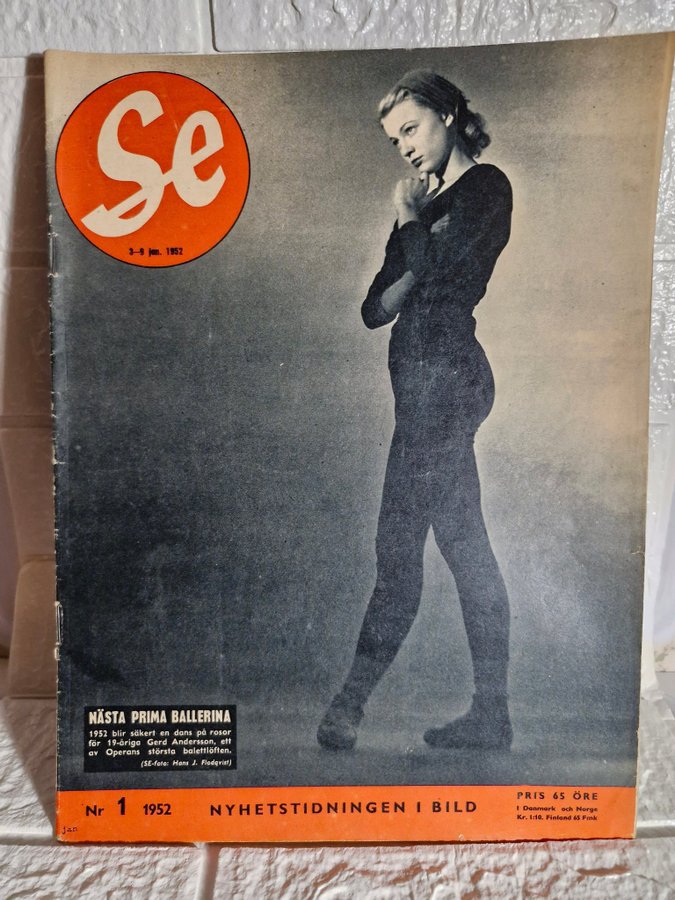 Se
3–9 jan. 1952
NÄSTA PRIMA BALLERINA
1952 blir säkert en dans på rosor
för 19-åriga Gerd Andersson, ett
av Operans största balettlöften.
(SE-foto: Hans J. Flodqvist)
Nr 1 1952 NYHETSTIDNINGEN I BILD
PRIS 65 ÖRE
I Danmark och Norge
Kr. 1:10. Finland 65 Fmk
jan